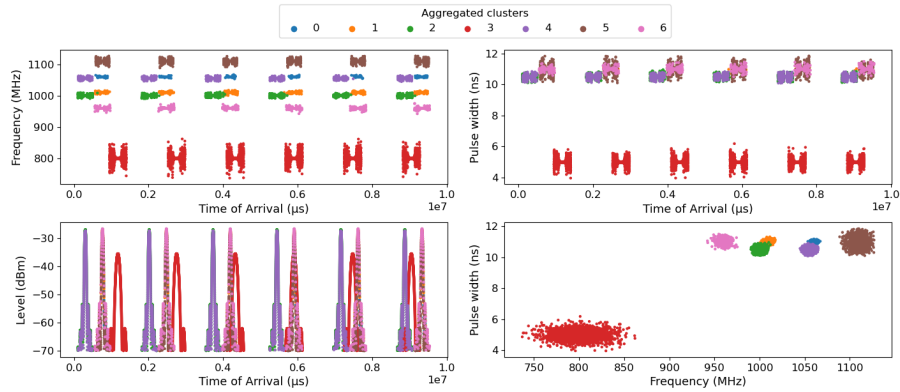 Aggregated clusters
0 1 2 3 4 5 6
Frequency (MHz)
1100
1000
900
800
0.0 0.2 0.4 0.6 0.8 1.0
Time of Arrival (µs)
1e7
Pulse width (ns)
12
10
8
6
4
0.0 0.2 0.4 0.6 0.8 1.0
Time of Arrival (µs)
1e7
Level (dBm)
−30
−40
−50
−60
−70
0.0 0.2 0.4 0.6 0.8 1.0
Time of Arrival (µs)
1e7
Pulse width (ns)
12
10
8
6
4
750 800 850 900 950 1000 1050 1100
Frequency (MHz)